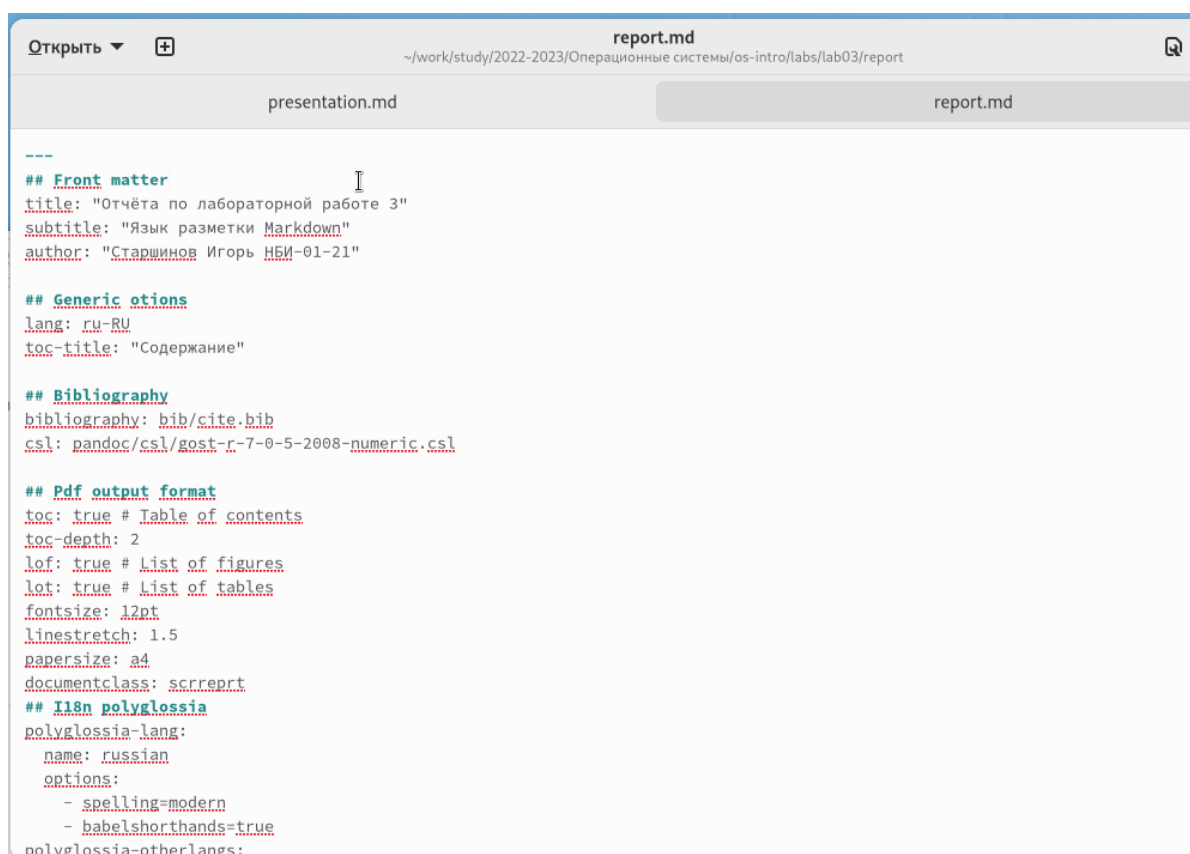 Открыть
report.md
~/work/study/2022-2023/Операционные системы/os-intro/labs/lab03/report
presentation.md
report.md
---
## Front matter
title: "Отчёта по лабораторной работе 3"
subtitle: "Язык разметки Markdown"
author: "Старшинов Игорь НБИ-01-21"
## Generic otions
lang: ru-RU
toc-title: "Содержание"
## Bibliography
bibliography: bib/cite.bib
csl: pandoc/csl/gost-r-7-0-5-2008-numeric.csl
## Pdf output format
toc: true # Table of contents
toc-depth: 2
lof: true # List of figures
lot: true # List of tables
fontsize: 12pt
linestretch: 1.5
papersize: a4
documentclass: scrreprt
## I18n polyglossia
polyglossia-lang:
  name: russian
  options:
    - spelling=modern
    - babelshorthands=true
polyglossia-otherlangs: